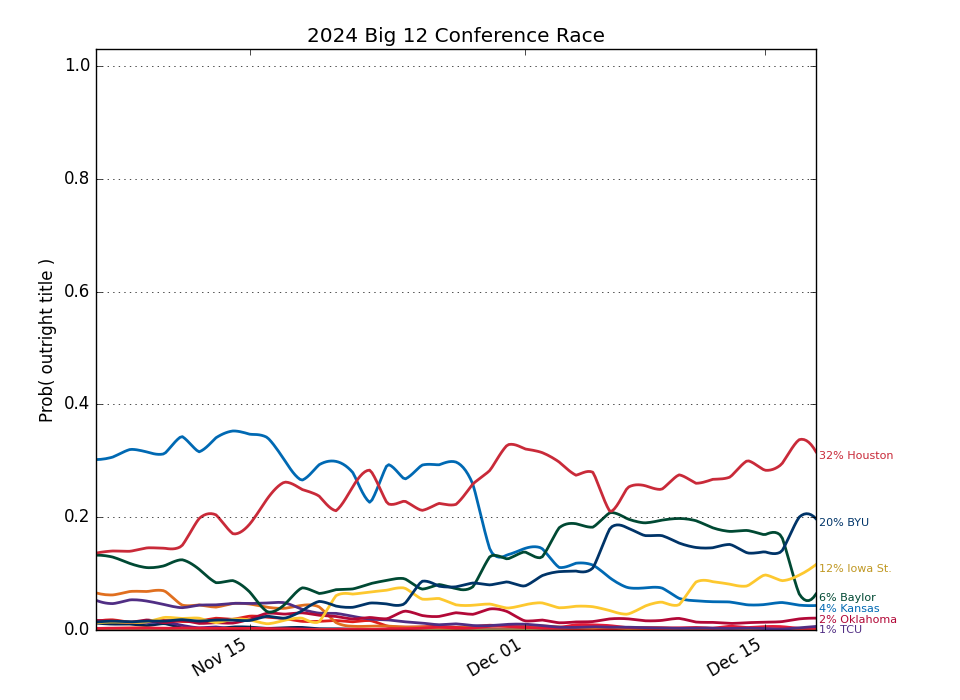 2024 Big 12 Conference Race
Prob( outright title )
1.0
0.8
0.6
0.4
0.2
0.0
Nov 15
Dec 01
Dec 15
32% Houston
20% BYU
12% Iowa St.
6% Baylor
4% Kansas
2% Oklahoma
1% TCU